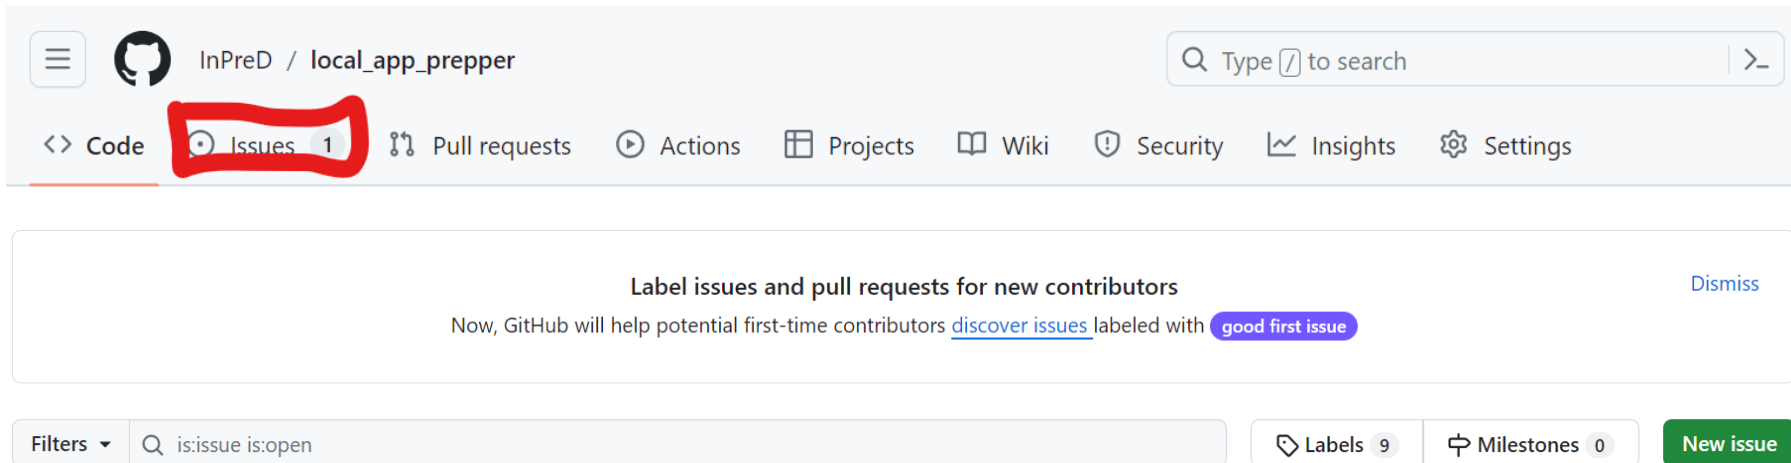 InPreD / local_app_prepper
Type / to search
Code Issues 1 Pull requests Actions Projects Wiki Security Insights Settings
Label issues and pull requests for new contributors
Dismiss
Now, GitHub will help potential first-time contributors discover issues labeled with good first issue
Filters is:issue is:open Labels 9 Milestones 0 New issue